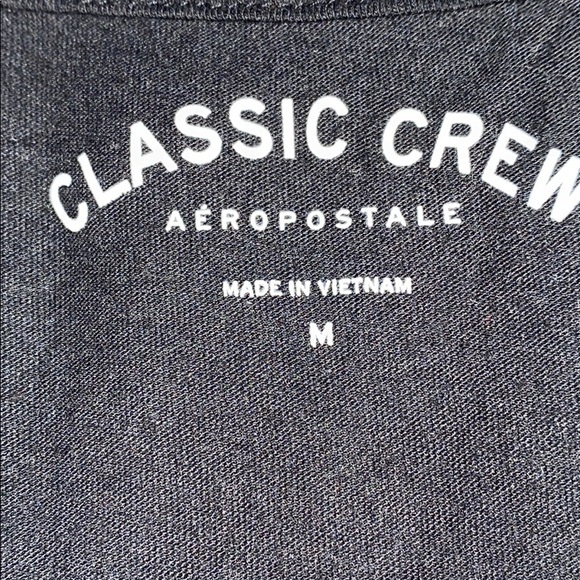 CLASSIC CREW
AÉROPOSTALE
MADE IN VIETNAM
M